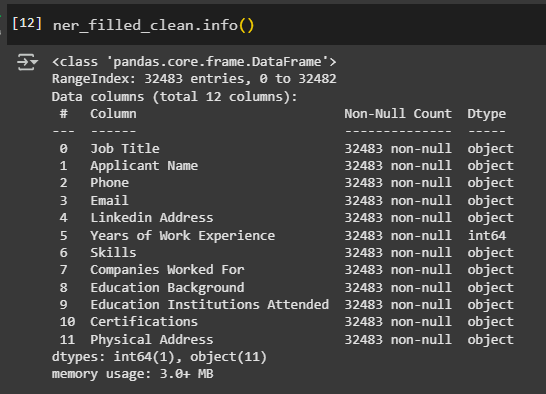 [12] ner_filled_clean.info()
<class 'pandas.core.frame.DataFrame'>
RangeIndex: 32483 entries, 0 to 32482
Data columns (total 12 columns):
 #   Column                           Non-Null Count  Dtype
---  ------                           --------------  -----
 0   Job Title                        32483 non-null  object
 1   Applicant Name                   32483 non-null  object
 2   Phone                            32483 non-null  object
 3   Email                            32483 non-null  object
 4   Linkedin Address                 32483 non-null  object
 5   Years of Work Experience         32483 non-null  int64
 6   Skills                           32483 non-null  object
 7   Companies Worked For             32483 non-null  object
 8   Education Background             32483 non-null  object
 9   Education Institutions Attended  32483 non-null  object
 10  Certifications                   32483 non-null  object
 11  Physical Address                 32483 non-null  object
dtypes: int64(1), object(11)
memory usage: 3.0+ MB